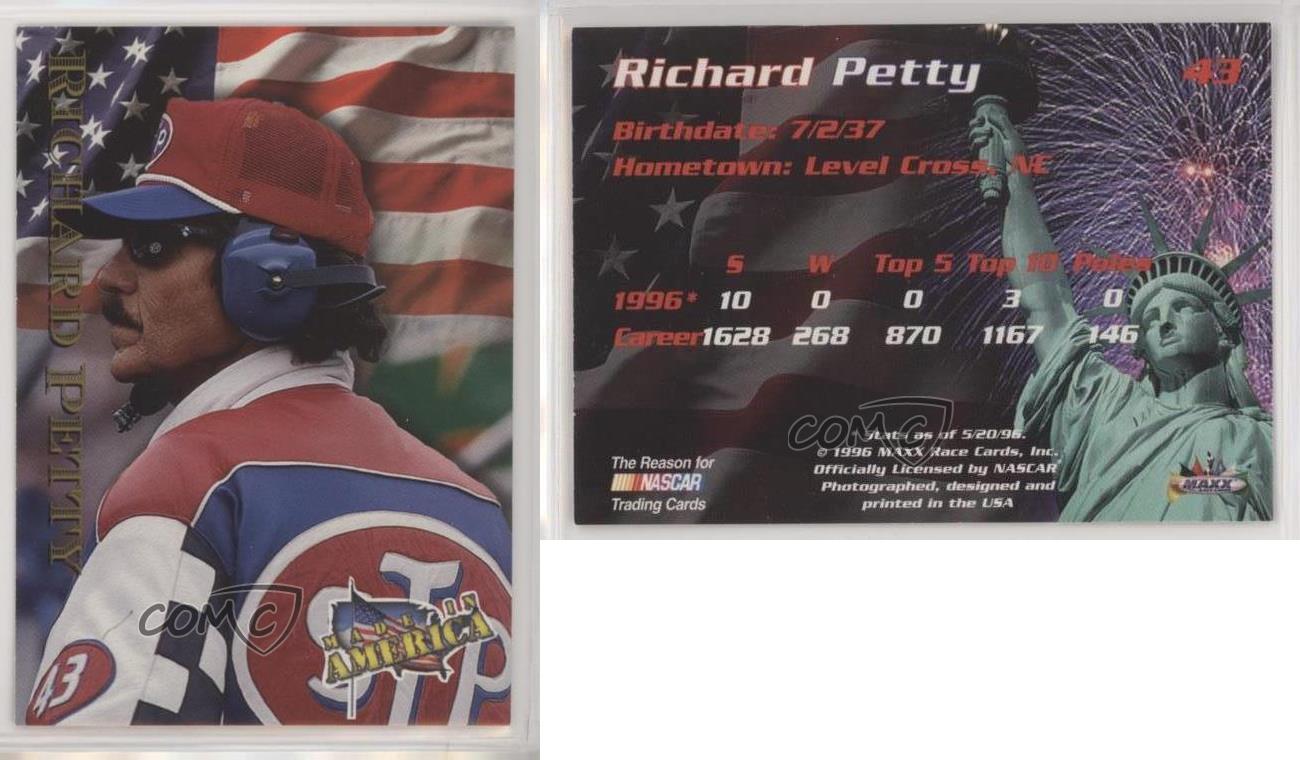 RICHARD PETTY
STP
43
MADE IN
AMERICA
COMC
Richard Petty
43
Birthdate: 7/2/37
Hometown: Level Cross, NC
S W Top 5 Top 10 Poles
1996* 10 0 0 3 0
Career 1628 268 870 1167 146
COMC
* Stats as of 5/20/96.
© 1996 MAXX Race Cards, Inc.
Officially Licensed by NASCAR
Photographed, designed and
printed in the USA
The Reason for
NASCAR
Trading Cards
MAXX